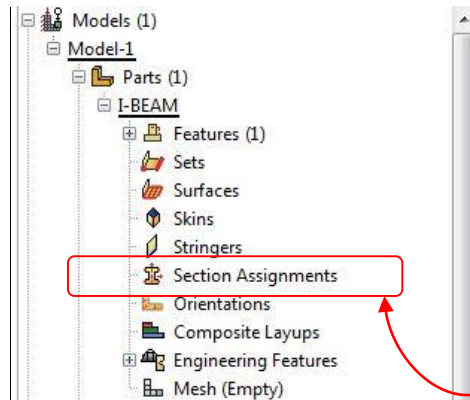 Models (1)
Model-1
Parts (1)
I-BEAM
Features (1)
Sets
Surfaces
Skins
Stringers
Section Assignments
Orientations
Composite Layups
Engineering Features
Mesh (Empty)